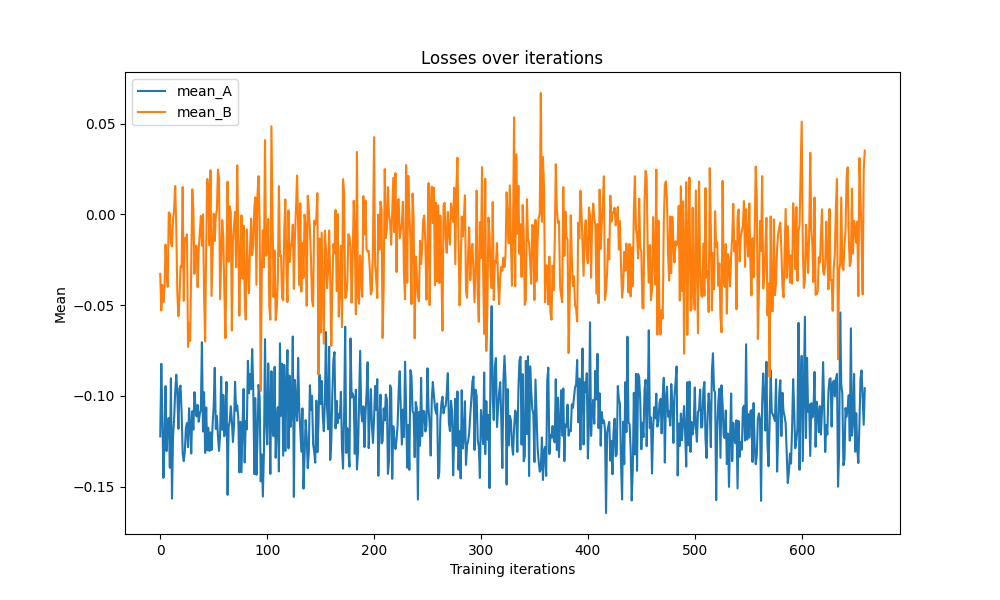 Losses over iterations
mean_A
mean_B
Mean
0.05
0.00
−0.05
−0.10
−0.15
0 100 200 300 400 500 600
Training iterations